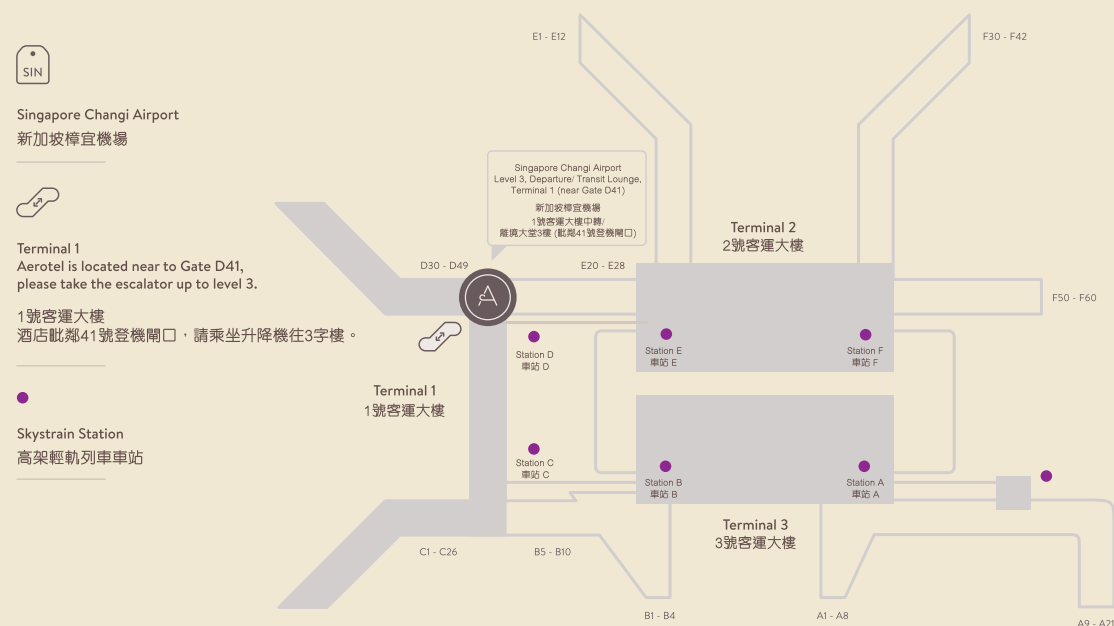 SIN
Singapore Changi Airport
新加坡樟宜機場
Terminal 1
Aerotel is located near to Gate D41,
please take the escalator up to level 3.
1號客運大樓
酒店毗鄰41號登機閘口，請乘坐升降機往3字樓。
Skystrain Station
高架輕軌列車車站
E1 - E12
F30 - F42
Singapore Changi Airport
Level 3, Departure/ Transit Lounge,
Terminal 1 (near Gate D41)
新加坡樟宜機場
1號客運大樓中轉/
離境大堂3樓 (毗鄰41號登機閘口)
Terminal 2
2號客運大樓
D30 - D49
E20 - E28
F50 - F60
A
Station D
車站 D
Station E
車站 E
Station F
車站 F
Terminal 1
1號客運大樓
Station C
車站 C
Station B
車站 B
Station A
車站 A
Terminal 3
3號客運大樓
C1 - C26
B5 - B10
B1 - B4
A1 - A8
A9 - A21